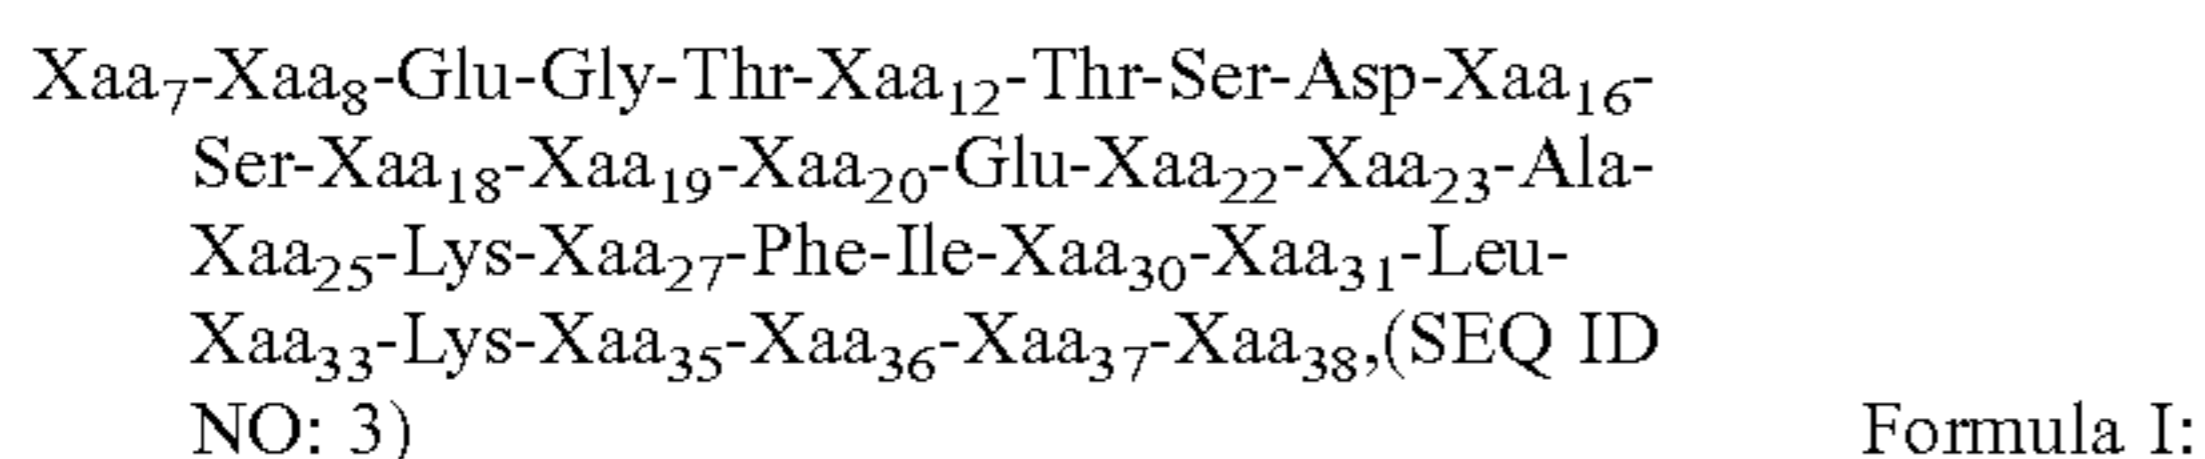 Xaa₇-Xaa₈-Glu-Gly-Thr-Xaa₁₂-Thr-Ser-Asp-Xaa₁₆-
Ser-Xaa₁₈-Xaa₁₉-Xaa₂₀-Glu-Xaa₂₂-Xaa₂₃-Ala-
Xaa₂₅-Lys-Xaa₂₇-Phe-Ile-Xaa₃₀-Xaa₃₁-Leu-
Xaa₃₃-Lys-Xaa₃₅-Xaa₃₆-Xaa₃₇-Xaa₃₈,(SEQ ID
NO: 3) Formula I: